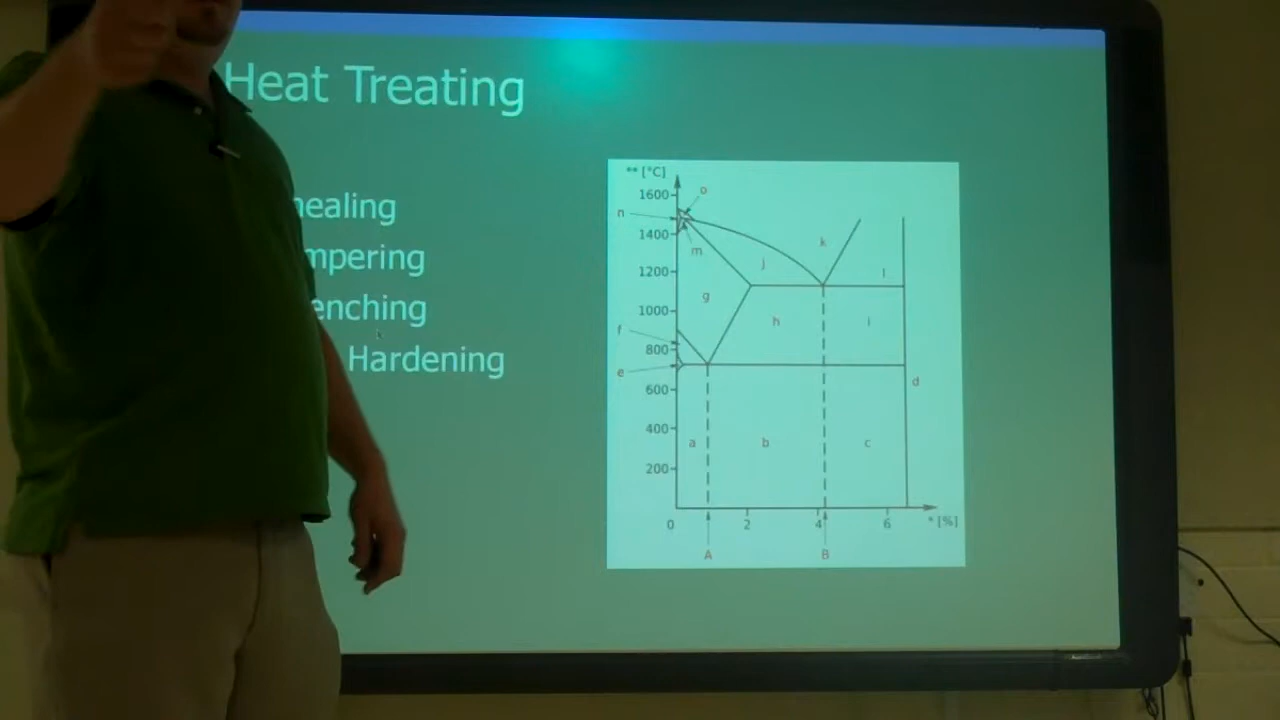 Heat Treating
nealing
mpering
enching
Hardening
** [°C]
1600
o
n
1400
k
m
j
1200
l
g
1000
h
i
f
800
e
d
600
400
a
b
c
200
0
2
4
6
* [%]
A
B